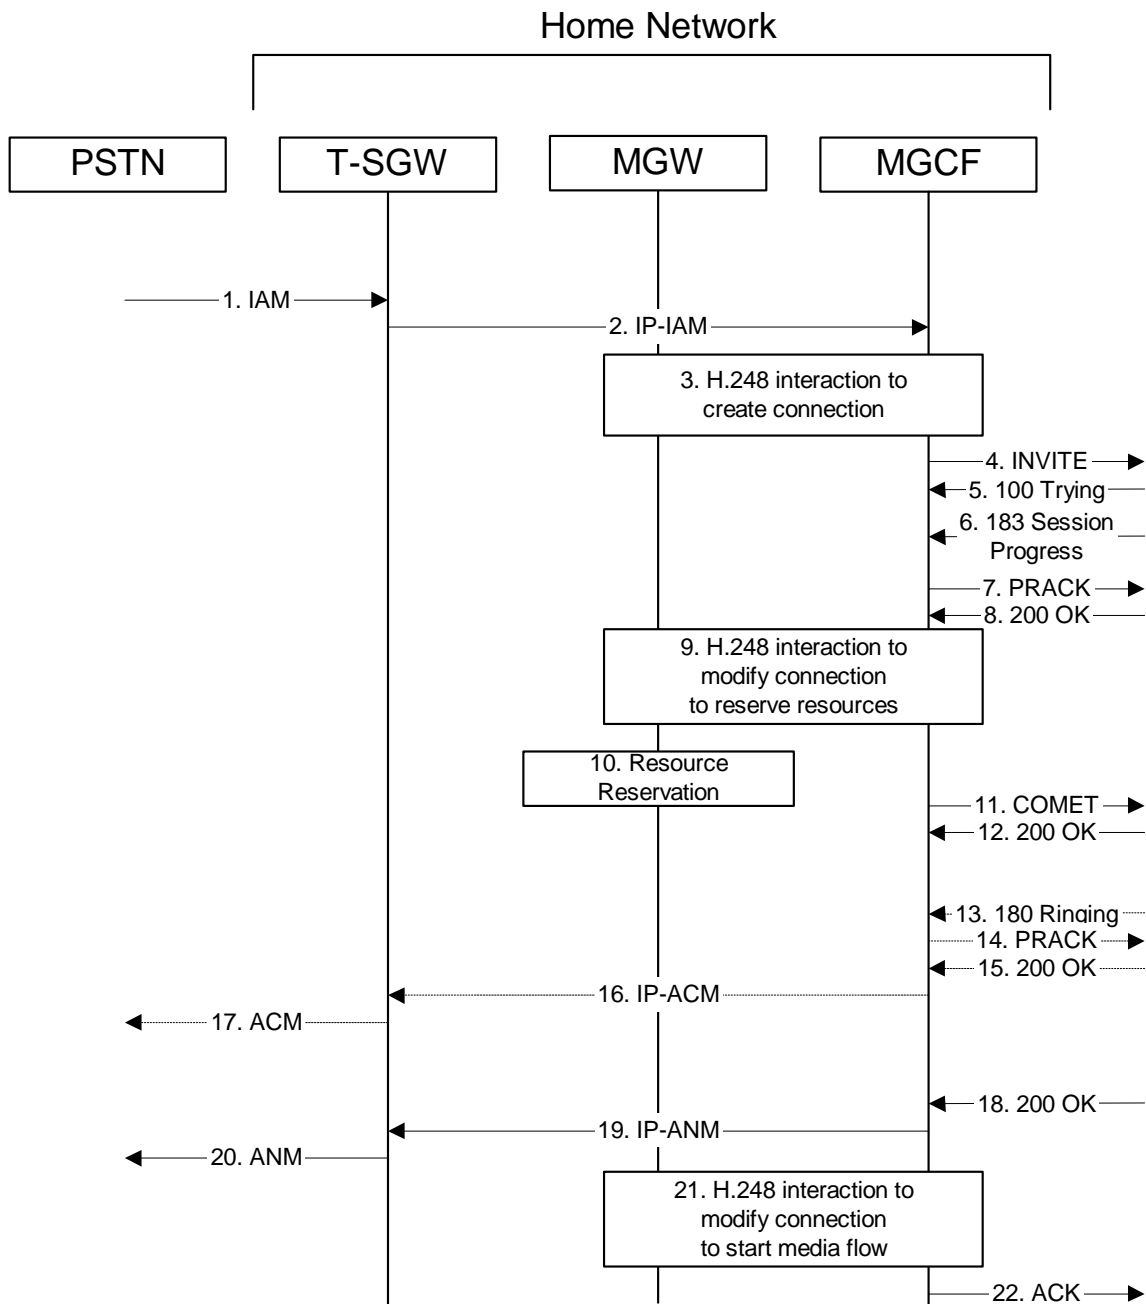 Home Network
PSTN
T-SGW
MGW
MGCF
1. IAM
2. IP-IAM
3. H.248 interaction to
create connection
4. INVITE
5. 100 Trying
6. 183 Session
Progress
7. PRACK
8. 200 OK
9. H.248 interaction to
modify connection
to reserve resources
10. Resource
Reservation
11. COMET
12. 200 OK
13. 180 Ringing
14. PRACK
15. 200 OK
16. IP-ACM
17. ACM
18. 200 OK
19. IP-ANM
20. ANM
21. H.248 interaction to
modify connection
to start media flow
22. ACK